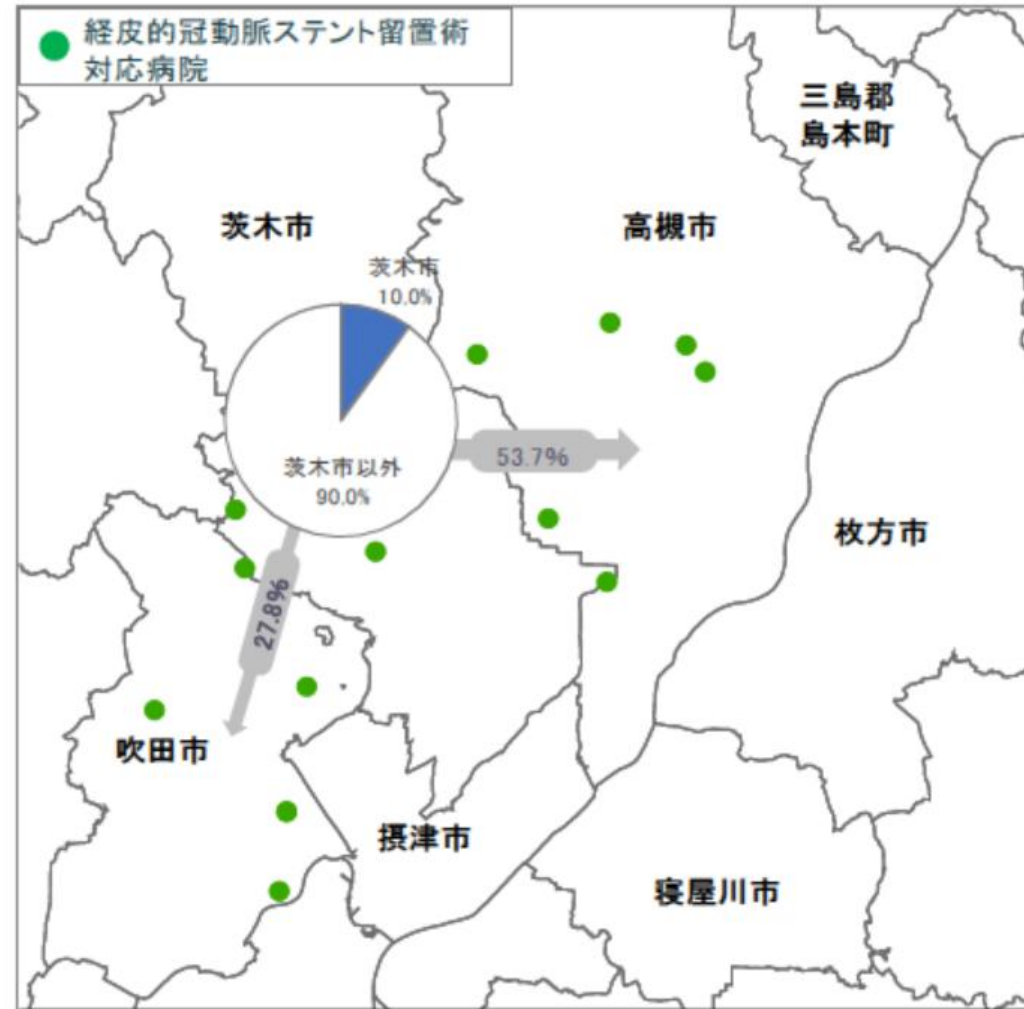 経皮的冠動脈ステント留置術
対応病院
三島郡
島本町
茨木市
高槻市
茨木市
10.0%
茨木市以外
90.0%
53.7%
枚方市
27.8%
吹田市
摂津市
寝屋川市